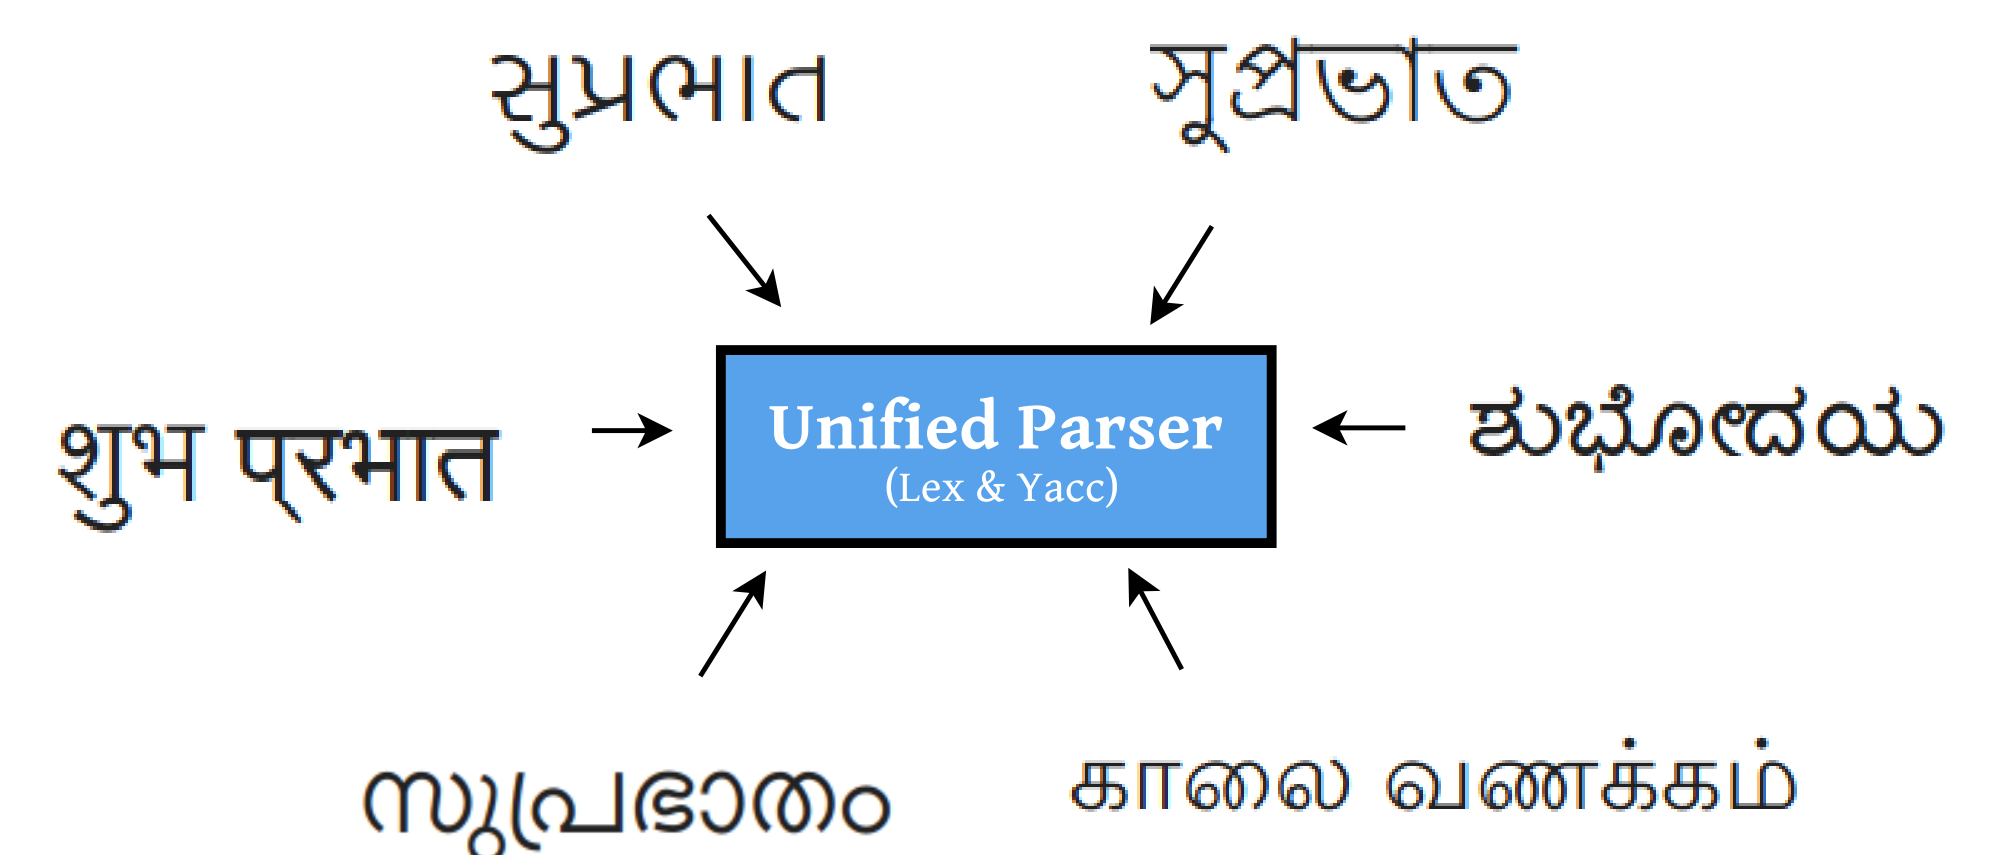 સુપ્રભાત
সুপ্রভাত
शुभ प्रभात
Unified Parser
(Lex & Yacc)
ಶುಭೋದಯ
സുപ്രഭാതം
காலை வணக்கம்